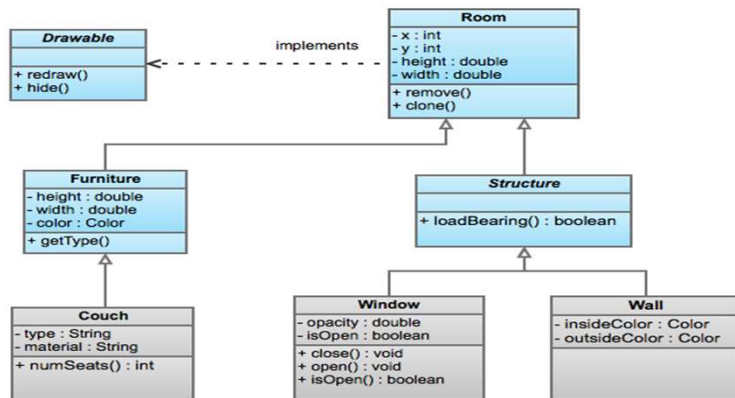 Drawable
+ redraw()
+ hide()
implements
Room
- x : int
- y : int
- height : double
- width : double
+ remove()
+ clone()
Furniture
- height : double
- width : double
- color : Color
+ getType()
Structure
+ loadBearing() : boolean
Couch
- type : String
- material : String
+ numSeats() : int
Window
- opacity : double
- isOpen : boolean
+ close() : void
+ open() : void
+ isOpen() : boolean
Wall
- insideColor : Color
- outsideColor : Color